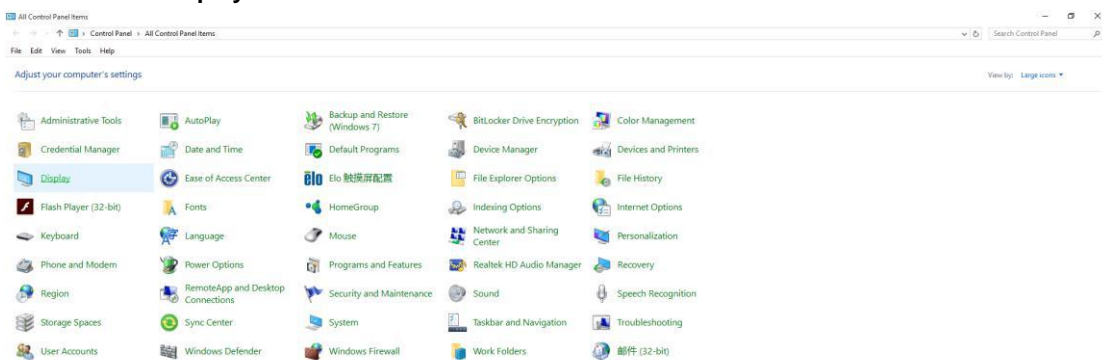 All Control Panel Items
Control Panel > All Control Panel Items
Search Control Panel
File Edit View Tools Help
Adjust your computer's settings
View by: Large icons
Administrative Tools
AutoPlay
Backup and Restore
(Windows 7)
BitLocker Drive Encryption
Color Management
Credential Manager
Date and Time
Default Programs
Device Manager
Devices and Printers
Display
Ease of Access Center
elo Elo 触摸屏配置
File Explorer Options
File History
Flash Player (32-bit)
Fonts
HomeGroup
Indexing Options
Internet Options
Keyboard
Language
Mouse
Network and Sharing
Center
Personalization
Phone and Modem
Power Options
Programs and Features
Realtek HD Audio Manager
Recovery
Region
RemoteApp and Desktop
Connections
Security and Maintenance
Sound
Speech Recognition
Storage Spaces
Sync Center
System
Taskbar and Navigation
Troubleshooting
User Accounts
Windows Defender
Windows Firewall
Work Folders
邮件 (32-bit)